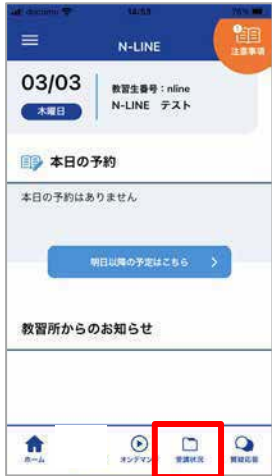 docomo 14:53 76%
N-LINE
注意事項
03/03
木曜日
教習生番号：nline
N-LINE テスト
本日の予約
本日の予約はありません
明日以降の予定はこちら
教習所からのお知らせ
ホーム
オンデマンド
受講状況
質疑応答